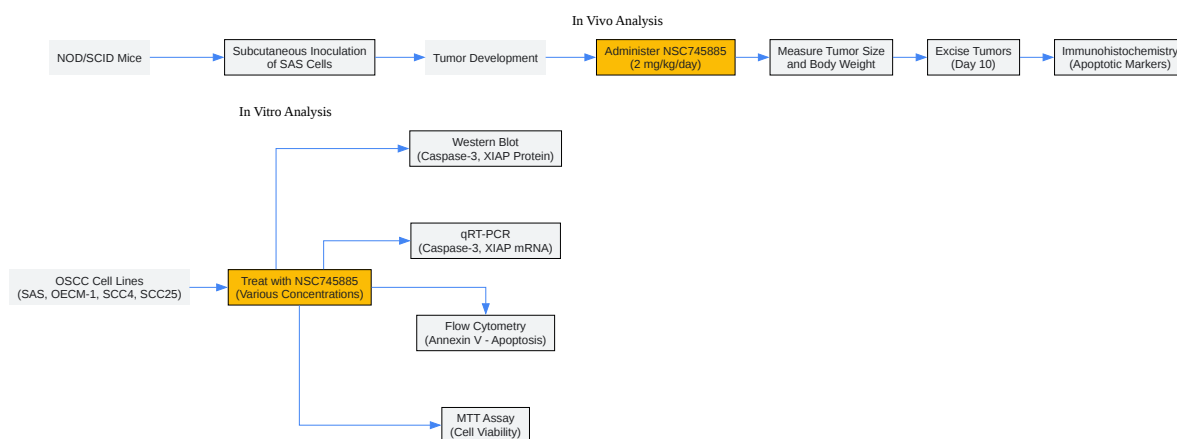 In Vivo Analysis
NOD/SCID Mice
Subcutaneous Inoculation
of SAS Cells
Tumor Development
Administer NSC745885
(2 mg/kg/day)
Measure Tumor Size
and Body Weight
Excise Tumors
(Day 10)
Immunohistochemistry
(Apoptotic Markers)
In Vitro Analysis
Western Blot
(Caspase-3, XIAP Protein)
qRT-PCR
(Caspase-3, XIAP mRNA)
OSCC Cell Lines
(SAS, OECM-1, SCC4, SCC25)
Treat with NSC745885
(Various Concentrations)
Flow Cytometry
(Annexin V - Apoptosis)
MTT Assay
(Cell Viability)